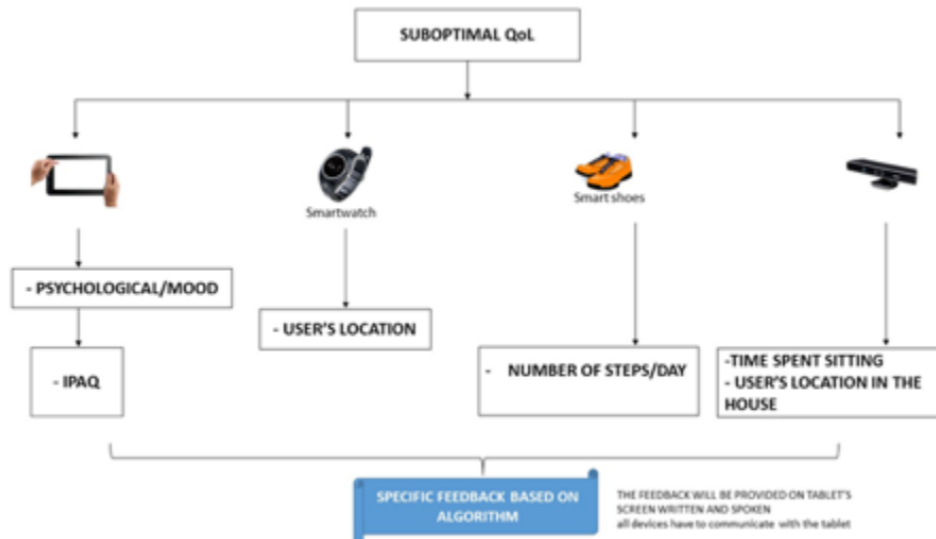 SUBOPTIMAL QoL
Smartwatch
Smart shoes
- PSYCHOLOGICAL/MOOD
- USER'S LOCATION
- IPAQ
- NUMBER OF STEPS/DAY
-TIME SPENT SITTING
- USER'S LOCATION IN THE
HOUSE
SPECIFIC FEEDBACK BASED ON
ALGORITHM
THE FEEDBACK WILL BE PROVIDED ON TABLET'S
SCREEN WRITTEN AND SPOKEN
all devices have to communicate with the tablet